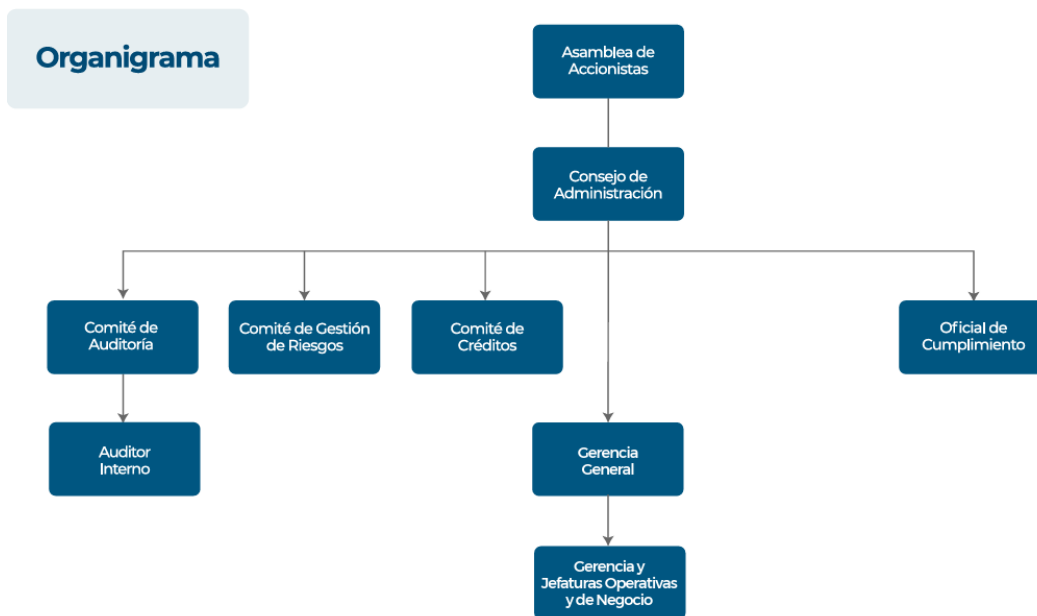 Organigrama
Asamblea de
Accionistas
Consejo de
Administración
Comité de
Auditoría
Comité de Gestión
de Riesgos
Comité de
Créditos
Oficial de
Cumplimiento
Auditor
Interno
Gerencia
General
Gerencia y
Jefaturas Operativas
y de Negocio